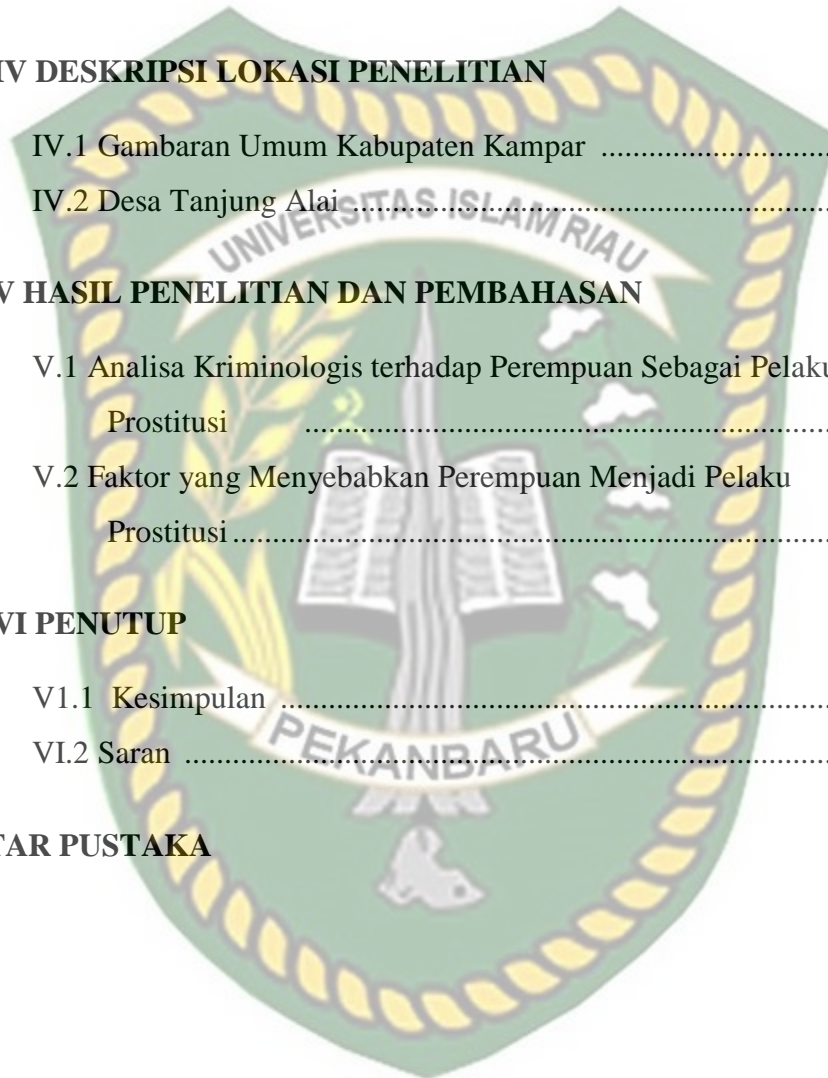 IV DESKRIPSI LOKASI PENELITIAN
IV.1 Gambaran Umum Kabupaten Kampar ..............................
IV.2 Desa Tanjung Alai ................................................................
UNIVERSITAS ISLAM RIAU
V HASIL PENELITIAN DAN PEMBAHASAN
V.1 Analisa Kriminologis terhadap Perempuan Sebagai Pelaku
Prostitusi ....................................................................
V.2 Faktor yang Menyebabkan Perempuan Menjadi Pelaku
Prostitusi ..............................................................................
VI PENUTUP
V1.1 Kesimpulan ........................................................................
VI.2 Saran ....................................................................................
PEKANBARU
TAR PUSTAKA